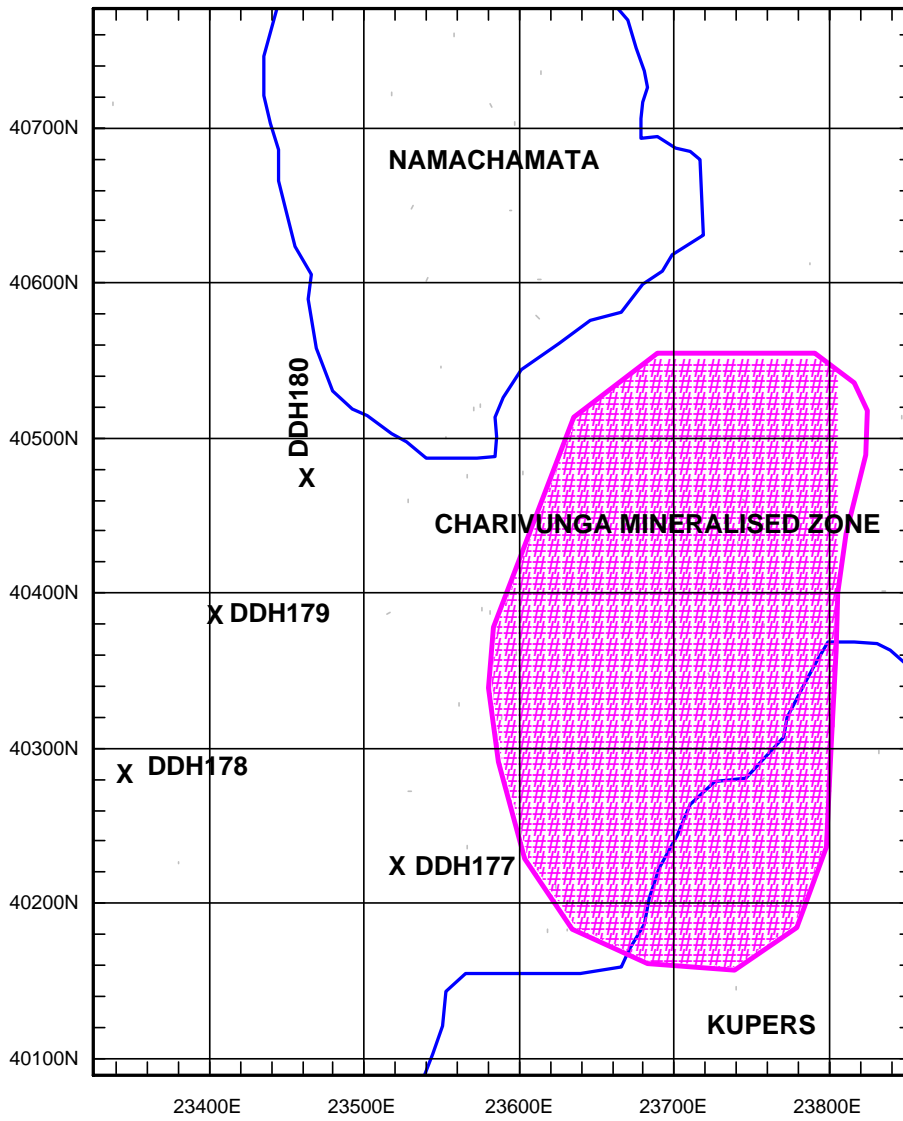 40700N
NAMACHAMATA
40600N
DDH180
40500N
X
CHARIVUNGA MINERALISED ZONE
40400N
X DDH179
40300N
X DDH178
X DDH177
40200N
KUPERS
40100N
23400E 23500E 23600E 23700E 23800E